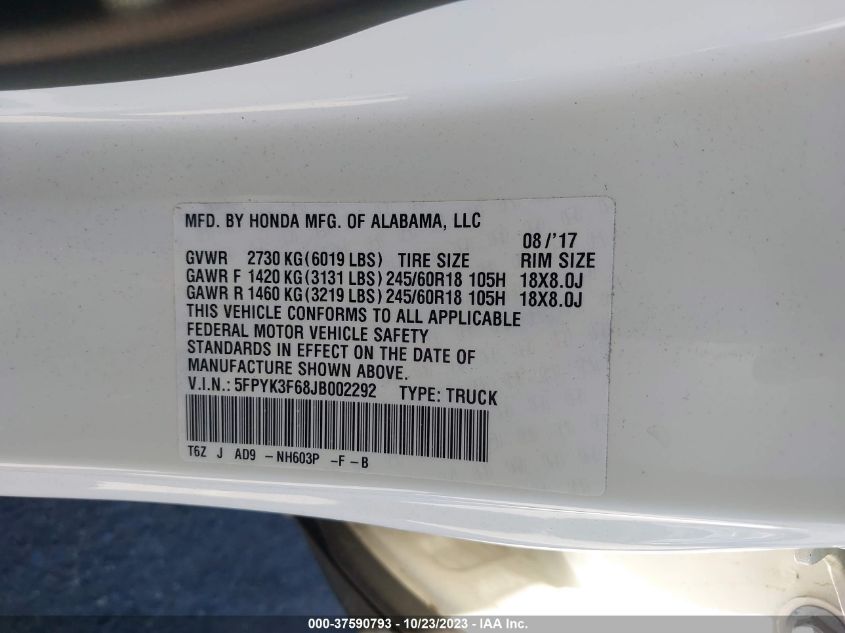 MFD. BY HONDA MFG. OF ALABAMA, LLC
08/'17
GVWR 2730 KG(6019 LBS) TIRE SIZE RIM SIZE
GAWR F 1420 KG(3131 LBS) 245/60R18 105H 18X8.0J
GAWR R 1460 KG(3219 LBS) 245/60R18 105H 18X8.0J
THIS VEHICLE CONFORMS TO ALL APPLICABLE
FEDERAL MOTOR VEHICLE SAFETY
STANDARDS IN EFFECT ON THE DATE OF
MANUFACTURE SHOWN ABOVE.
V.I.N.: 5FPYK3F68JB002292 TYPE: TRUCK
T6Z J AD9 -NH603P -F -B
000-37590793 - 10/23/2023 - © IAA, Inc.